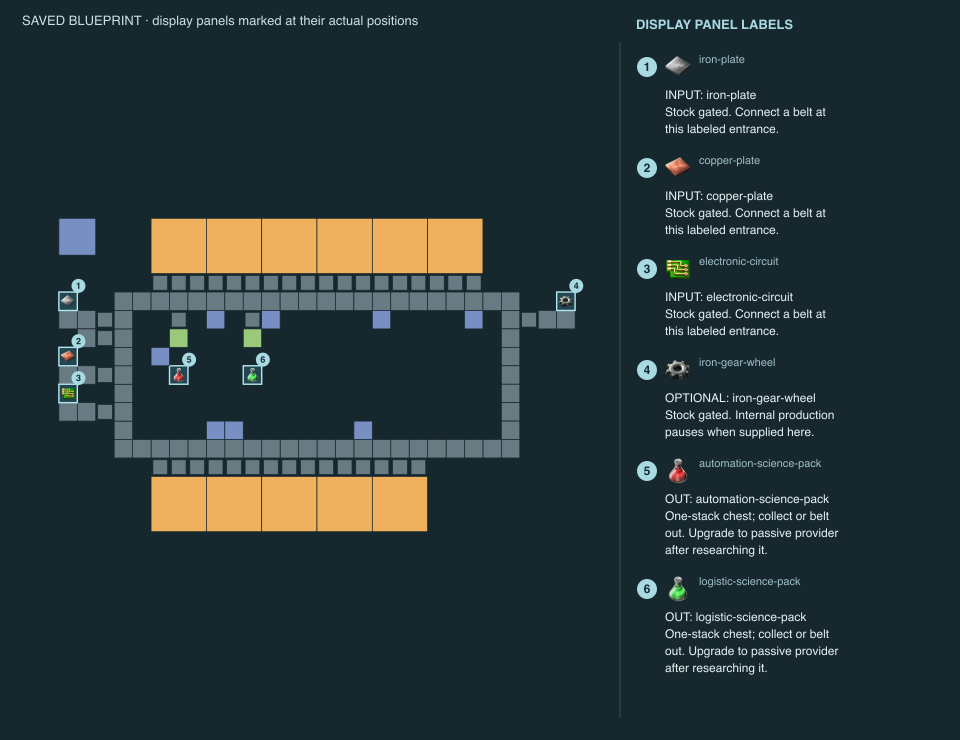 SAVED BLUEPRINT · display panels marked at their actual positions
1
2
3
4
5
6
DISPLAY PANEL LABELS
1
iron-plate
INPUT: iron-plate
Stock gated. Connect a belt at
this labeled entrance.
2
copper-plate
INPUT: copper-plate
Stock gated. Connect a belt at
this labeled entrance.
3
electronic-circuit
INPUT: electronic-circuit
Stock gated. Connect a belt at
this labeled entrance.
4
iron-gear-wheel
OPTIONAL: iron-gear-wheel
Stock gated. Internal production
pauses when supplied here.
5
automation-science-pack
OUT: automation-science-pack
One-stack chest; collect or belt
out. Upgrade to passive provider
after researching it.
6
logistic-science-pack
OUT: logistic-science-pack
One-stack chest; collect or belt
out. Upgrade to passive provider
after researching it.